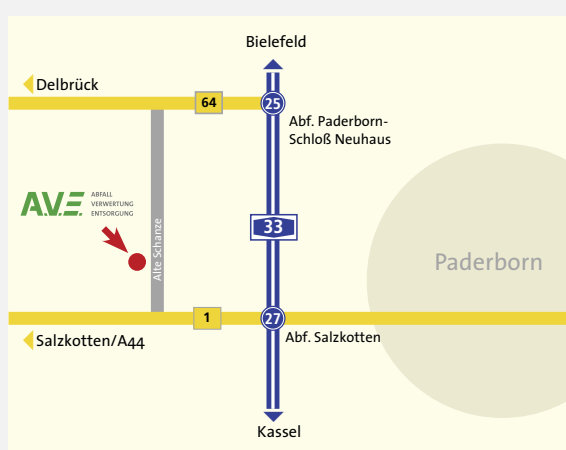 Bielefeld
Delbrück
64
25
Abf. Paderborn-
Schloß Neuhaus
A.V.E.
ABFALL
VERWERTUNG
ENTSORGUNG
Alte Schanze
33
Paderborn
1
27
Salzkotten/A44
Abf. Salzkotten
Kassel